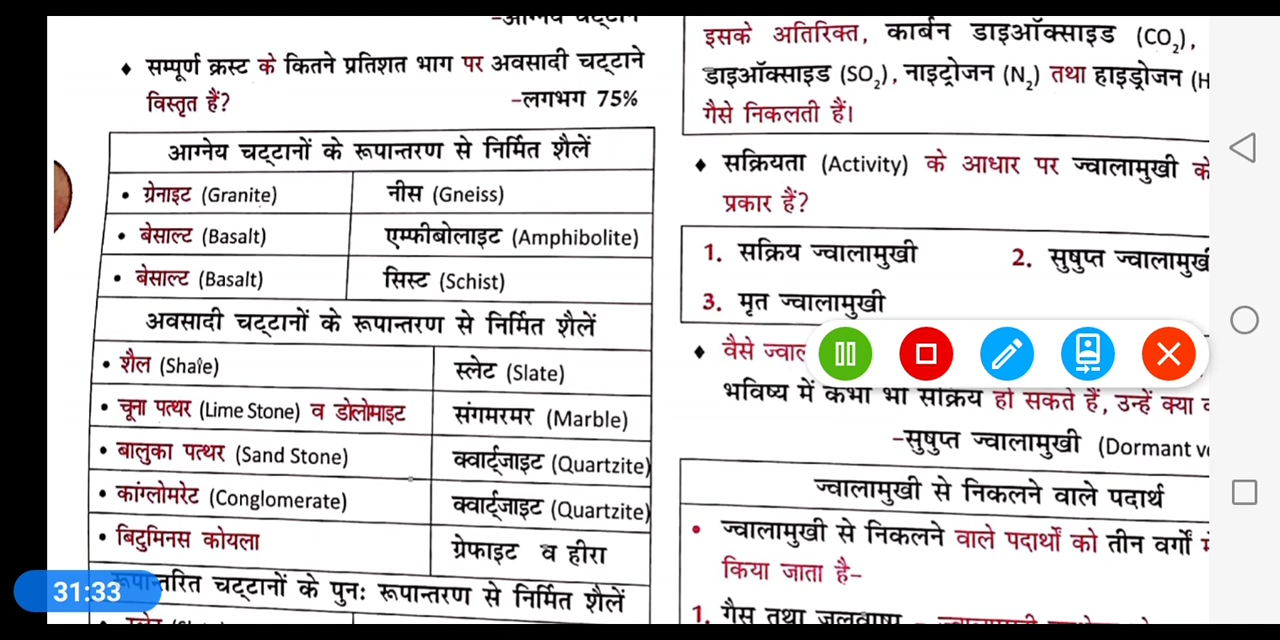 -आग्नेय चट्टान
♦ सम्पूर्ण क्रस्ट के कितने प्रतिशत भाग पर अवसादी चट्टाने
विस्तृत हैं? -लगभग 75%
आग्नेय चट्टानों के रूपान्तरण से निर्मित शैलें
• ग्रेनाइट (Granite) नीस (Gneiss)
• बेसाल्ट (Basalt) एम्फीबोलाइट (Amphibolite)
• बेसाल्ट (Basalt) सिस्ट (Schist)
अवसादी चट्टानों के रूपान्तरण से निर्मित शैलें
• शैल (Shale) स्लेट (Slate)
• चूना पत्थर (Lime Stone) व डोलोमाइट संगमरमर (Marble)
• बालुका पत्थर (Sand Stone) क्वार्ट्जाइट (Quartzite)
• कांग्लोमरेट (Conglomerate) क्वार्ट्जाइट (Quartzite)
• बिटुमिनस कोयला ग्रेफाइट व हीरा
चट्टानों के पुनः रूपान्तरण से निर्मित शैलें
31:33
इसके अतिरिक्त, कार्बन डाइऑक्साइड (CO₂),
डाइऑक्साइड (SO₂), नाइट्रोजन (N₂) तथा हाइड्रोजन (H
गैसे निकलती हैं।
♦ सक्रियता (Activity) के आधार पर ज्वालामुखी के
प्रकार हैं?
1. सक्रिय ज्वालामुखी 2. सुषुप्त ज्वालामुखी
3. मृत ज्वालामुखी
♦ वैसे
भविष्य में कभी भी सक्रिय हो सकते हैं, उन्हें क्या
-सुषुप्त ज्वालामुखी (Dormant
ज्वालामुखी से निकलने वाले पदार्थ
• ज्वालामुखी से निकलने वाले पदार्थों को तीन वर्गों
किया जाता है-
1. गैस तथा जलवाष्प